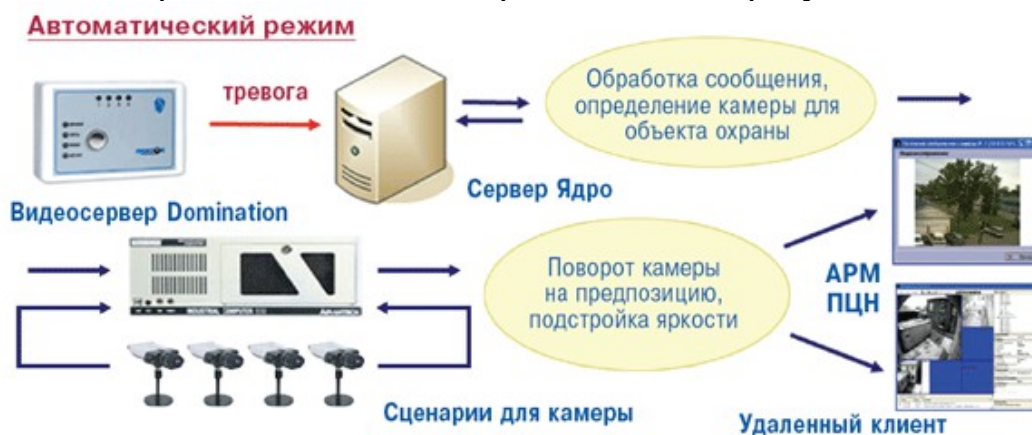 Автоматический режим
тревога
Обработка сообщения,
определение камеры для
объекта охраны
Сервер Ядро
Видеосервер Domination
Поворот камеры
на предпозицию,
подстройка яркости
АРМ
ПЦН
Сценарии для камеры
Удаленный клиент